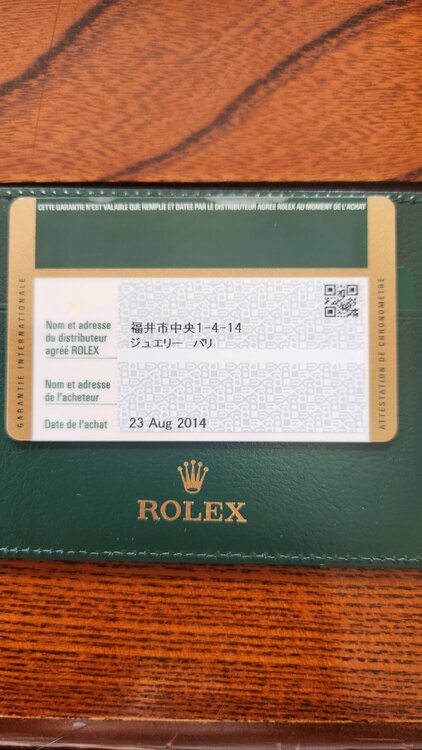 CETTE GARANTIE N'EST VALABLE QUE REMPLIE ET DATEE PAR LE DISTRIBUTEUR AGREE ROLEX AU MOMENT DE L'ACHAT
GARANTIE INTERNATIONALE
Nom et adresse
du distributeur
agréé ROLEX
福井市中央1-4-14
ジュエリー パリ
Nom et adresse
de l'acheteur
Date de l'achat
23 Aug 2014
ATTESTATION DE CHRONOMETRE
ROLEX